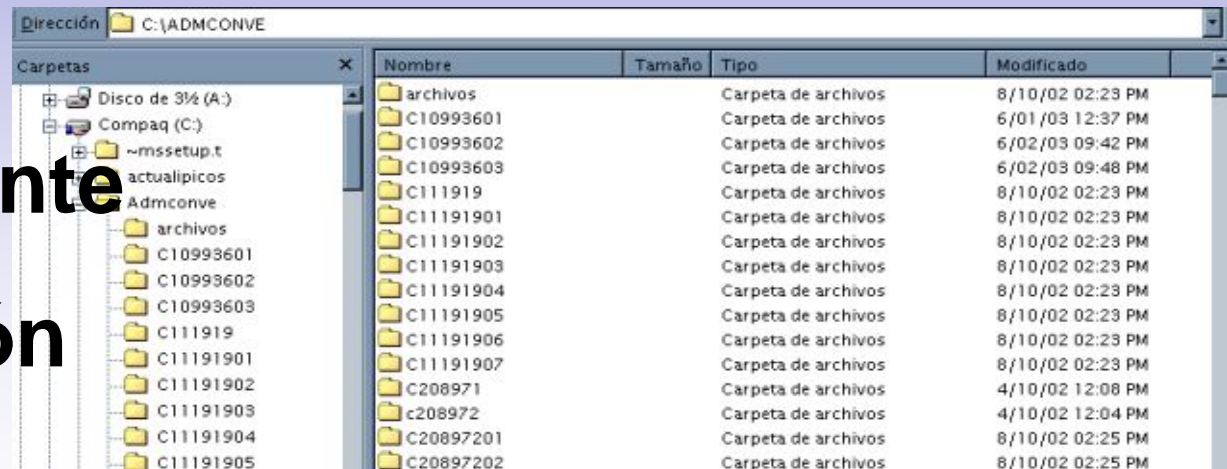 Dirección C:\ADMCONVE
Carpetas
Disco de 3½ (A:)
Compaq (C:)
~mssetup.t
actualipicos
Admconve
archivos
C10993601
C10993602
C10993603
C111919
C11191901
C11191902
C11191903
C11191904
C11191905
nte
ón
Nombre Tamaño Tipo Modificado
archivos Carpeta de archivos 8/10/02 02:23 PM
C10993601 Carpeta de archivos 6/01/03 12:37 PM
C10993602 Carpeta de archivos 6/02/03 09:42 PM
C10993603 Carpeta de archivos 6/02/03 09:48 PM
C111919 Carpeta de archivos 8/10/02 02:23 PM
C11191901 Carpeta de archivos 8/10/02 02:23 PM
C11191902 Carpeta de archivos 8/10/02 02:23 PM
C11191903 Carpeta de archivos 8/10/02 02:23 PM
C11191904 Carpeta de archivos 8/10/02 02:23 PM
C11191905 Carpeta de archivos 8/10/02 02:23 PM
C11191906 Carpeta de archivos 8/10/02 02:23 PM
C11191907 Carpeta de archivos 8/10/02 02:23 PM
C208971 Carpeta de archivos 4/10/02 12:08 PM
c208972 Carpeta de archivos 4/10/02 12:04 PM
C20897201 Carpeta de archivos 8/10/02 02:25 PM
C20897202 Carpeta de archivos 8/10/02 02:25 PM